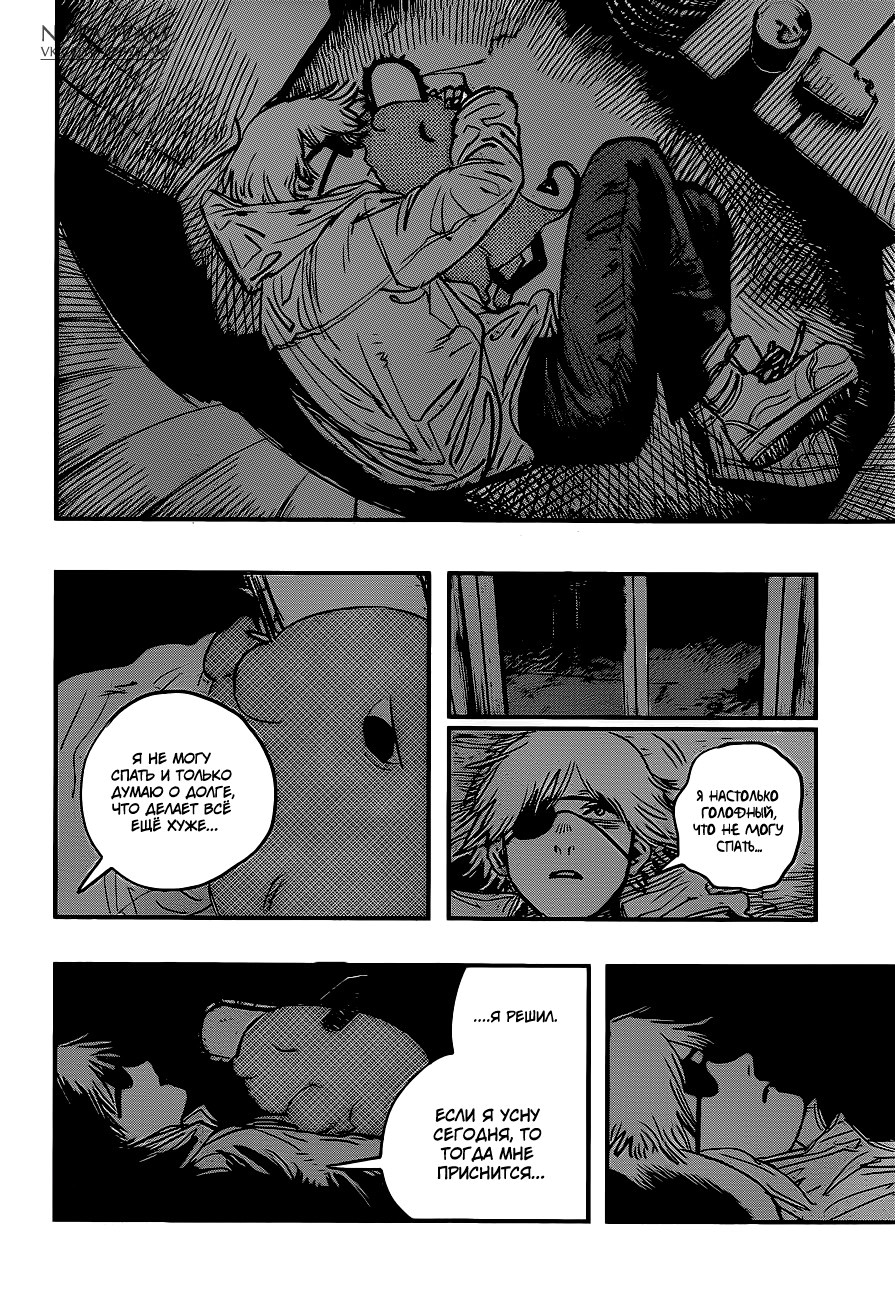 Я НАСТОЛЬКО
ГОЛОДНЫЙ,
ЧТО НЕ МОГУ
СПАТЬ...
Я НЕ МОГУ
СПАТЬ И ТОЛЬКО
ДУМАЮ О ДОЛГЕ,
ЧТО ДЕЛАЕТ ВСЁ
ЕЩЁ ХУЖЕ...
....Я РЕШИЛ.
ЕСЛИ Я УСНУ
СЕГОДНЯ, ТО
ТОГДА МНЕ
ПРИСНИТСЯ...